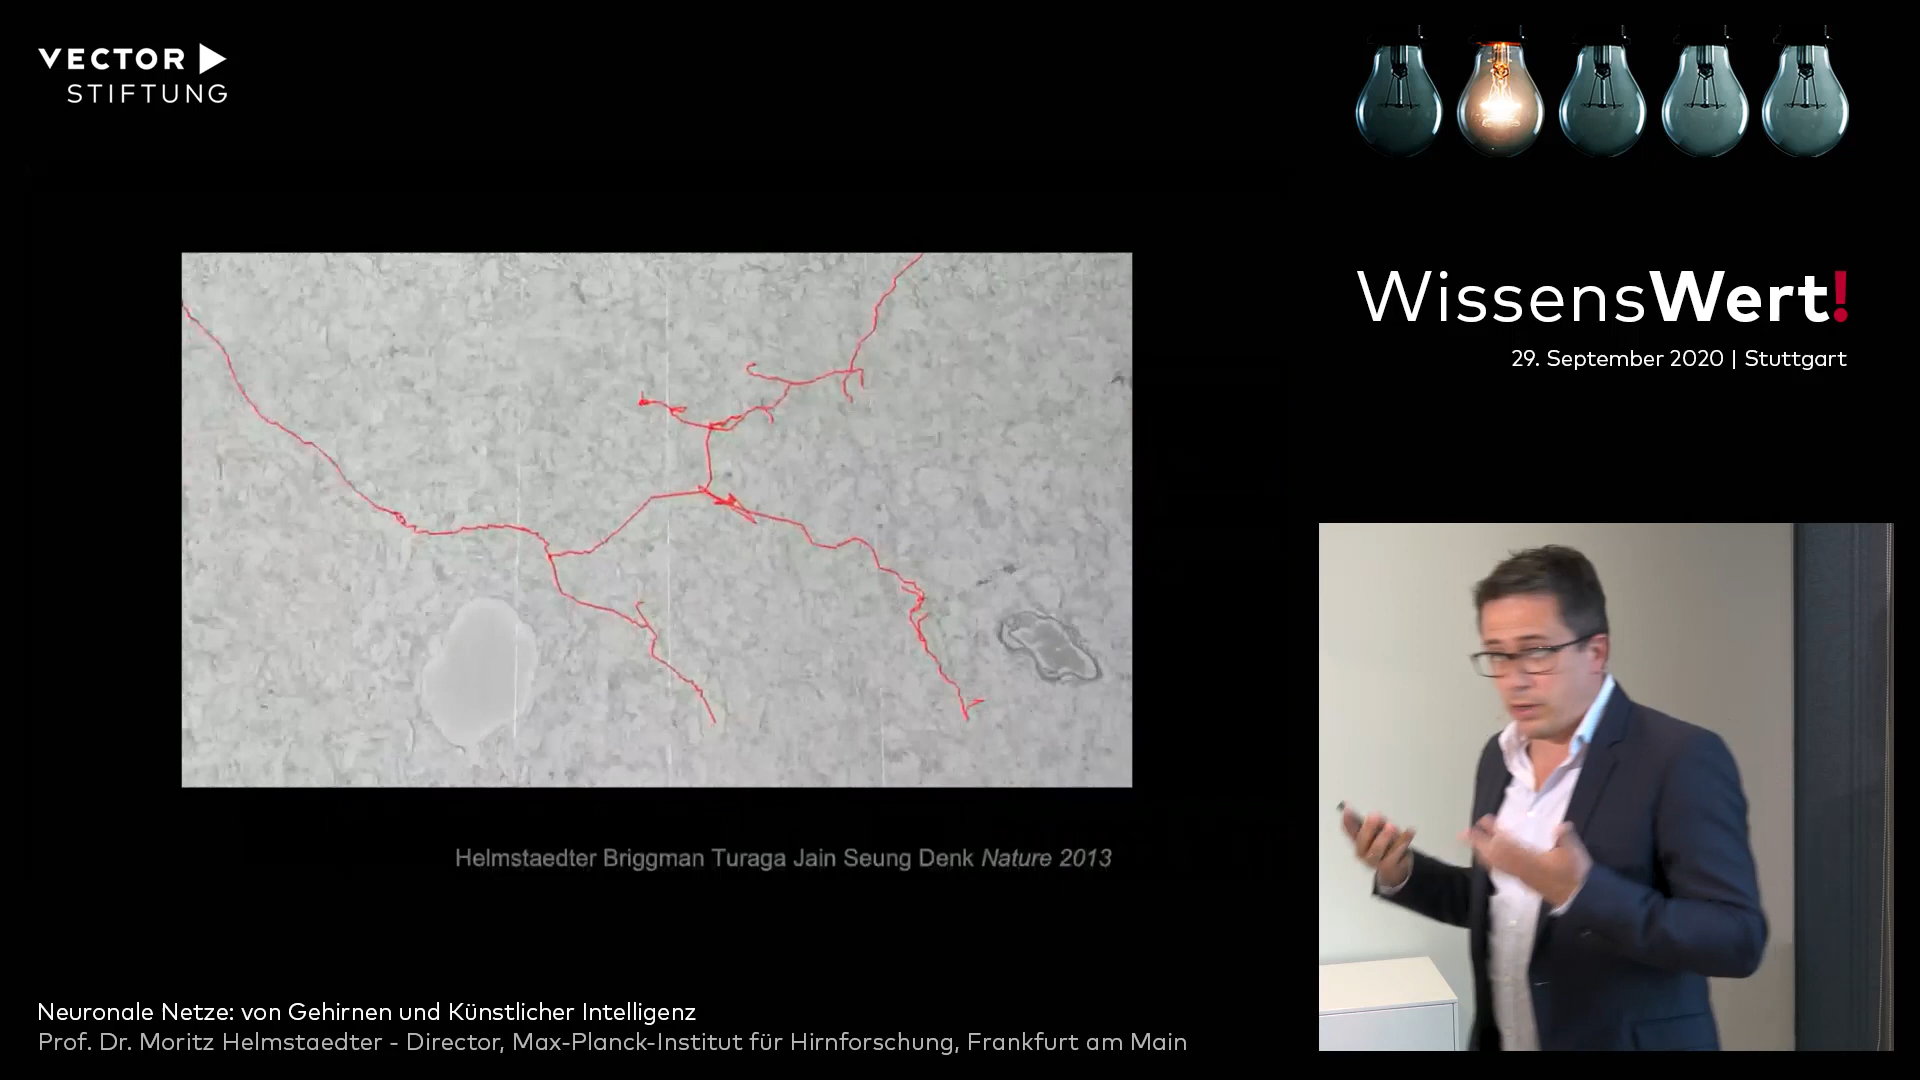 VECTOR
STIFTUNG
WissensWert!
29. September 2020 | Stuttgart
Helmstaedter Briggman Turaga Jain Seung Denk Nature 2013
Neuronale Netze: von Gehirnen und Künstlicher Intelligenz
Prof. Dr. Moritz Helmstaedter - Director, Max-Planck-Institut für Hirnforschung, Frankfurt am Main